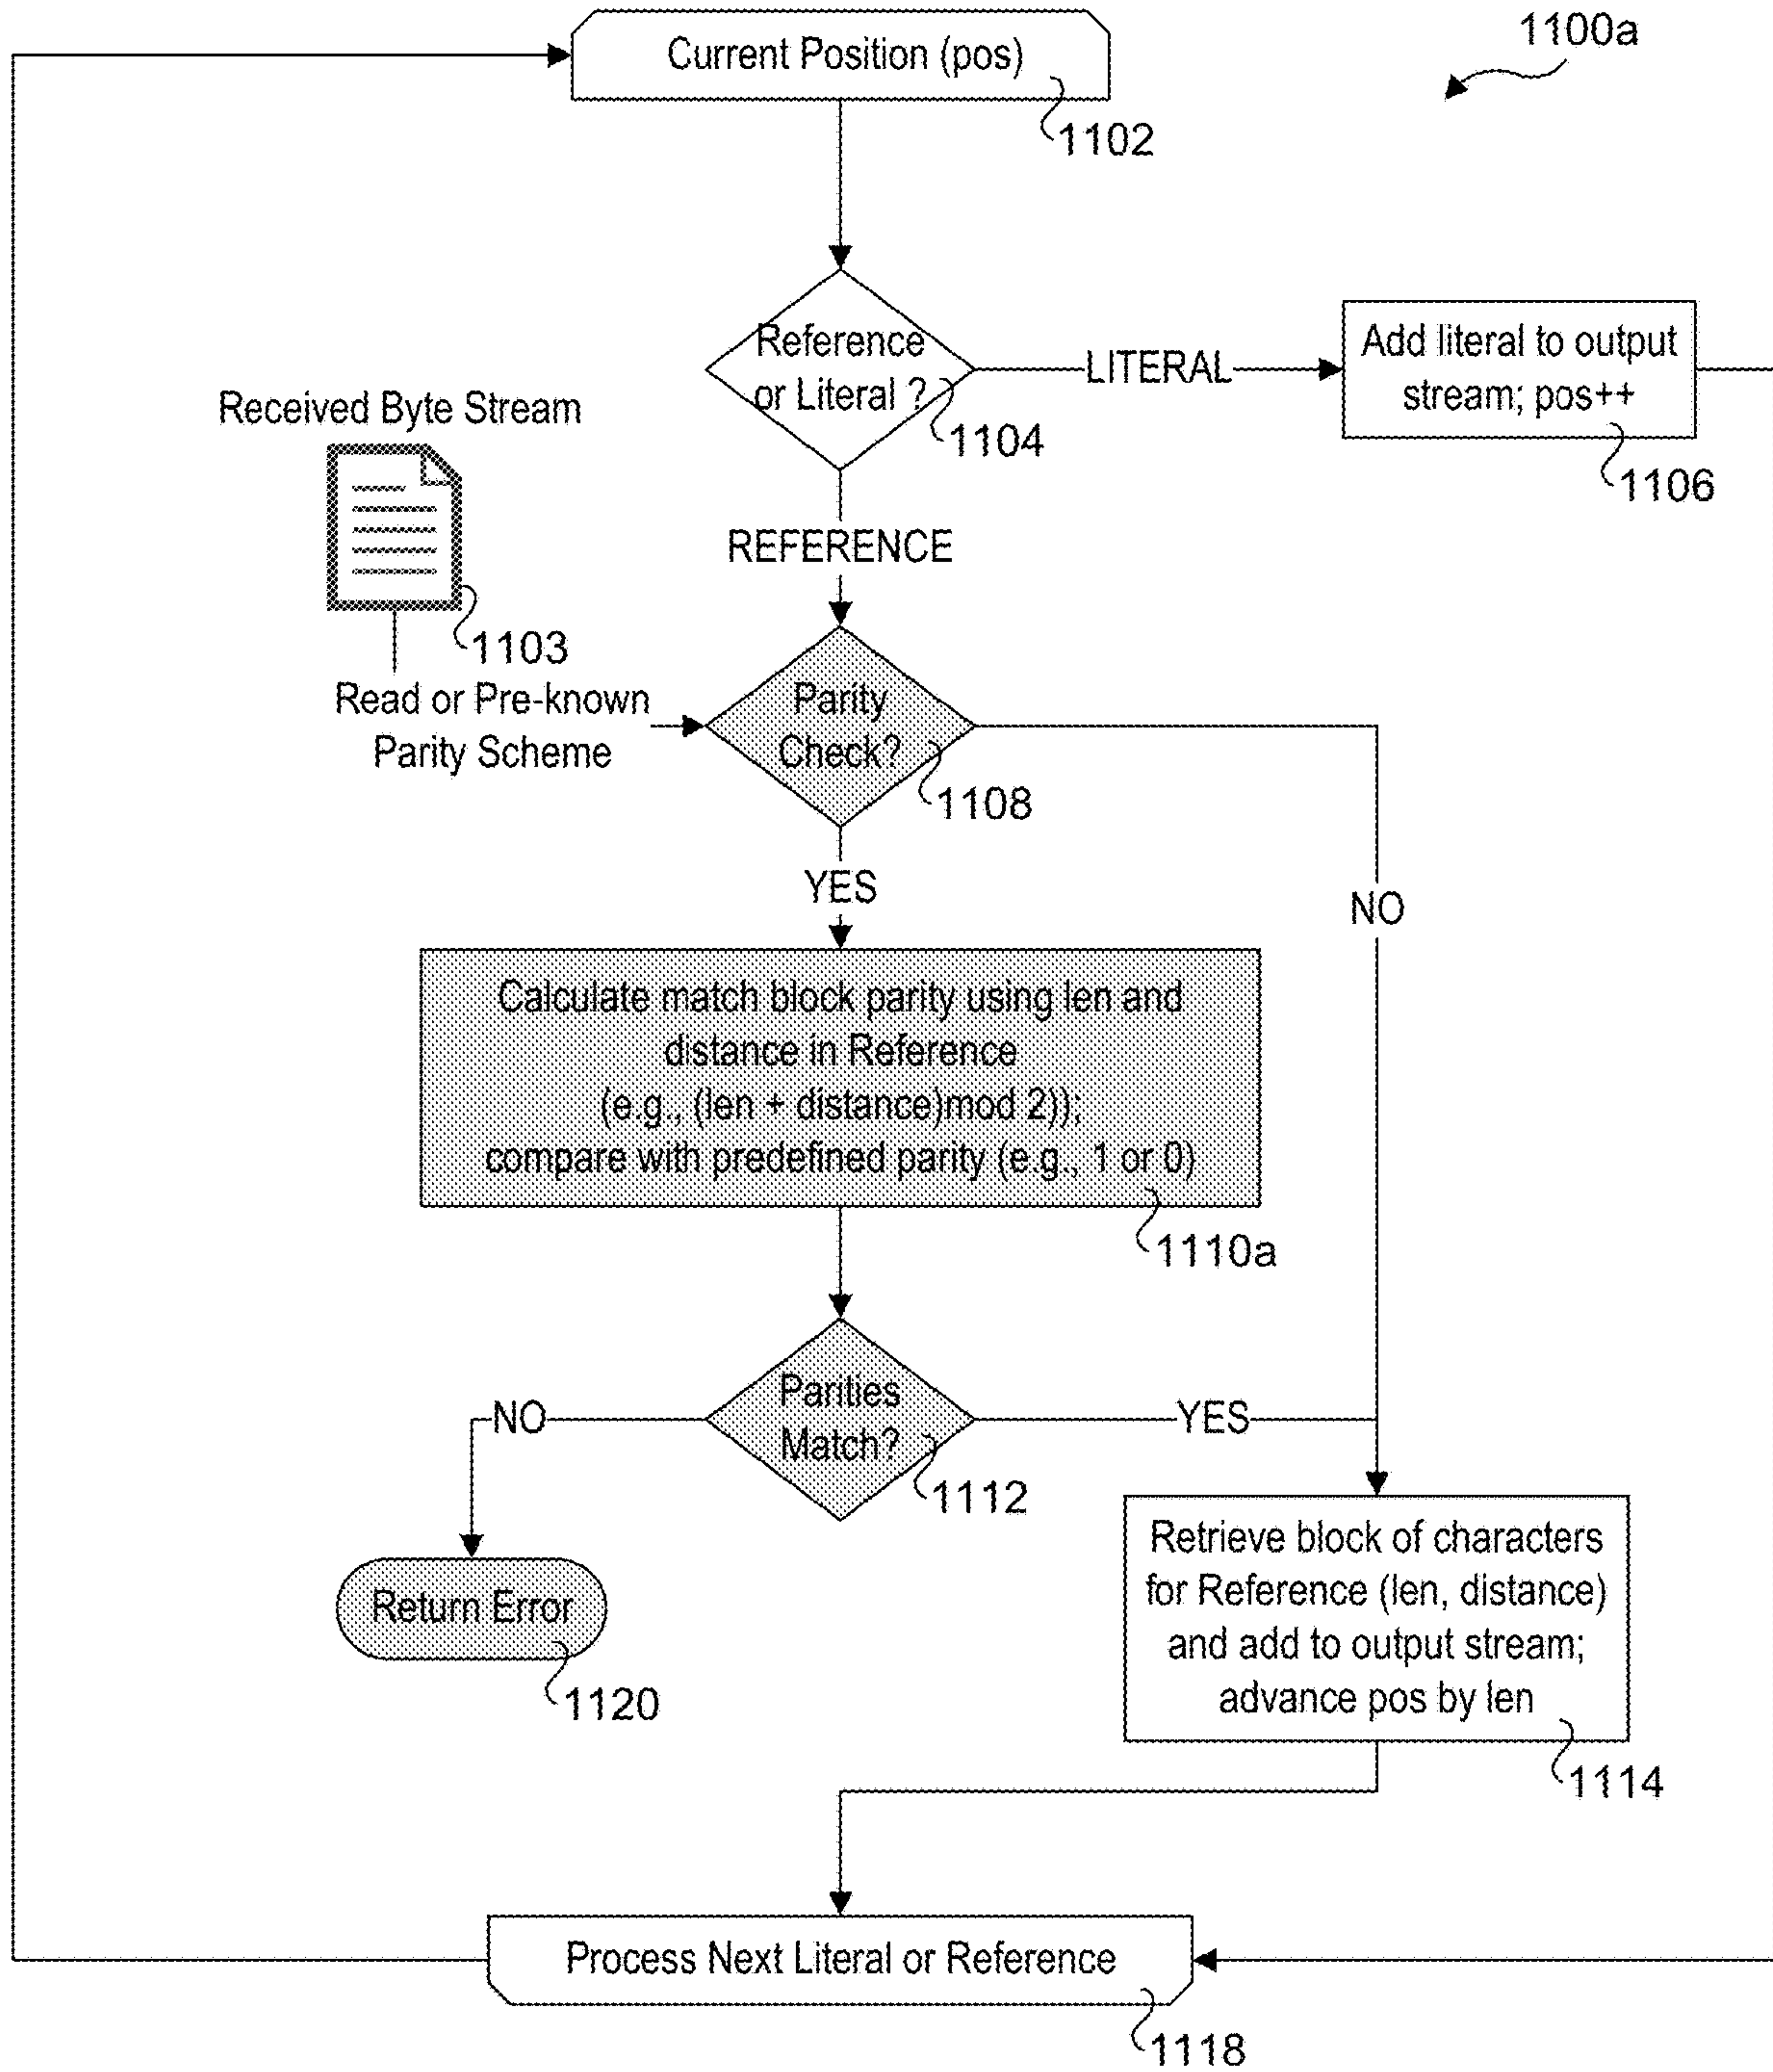 1100a
Current Position (pos)
1102
Reference
or Literal ?
1104
LITERAL
Add literal to output
stream; pos++
1106
Received Byte Stream
1103
REFERENCE
Read or Pre-known
Parity Scheme
Parity
Check?
1108
YES
NO
Calculate match block parity using len and
distance in Reference
(e.g., (len + distance)mod 2));
compare with predefined parity (e.g., 1 or 0)
1110a
Parities
Match?
1112
NO
YES
Return Error
1120
Retrieve block of characters
for Reference (len, distance)
and add to output stream;
advance pos by len
1114
Process Next Literal or Reference
1118